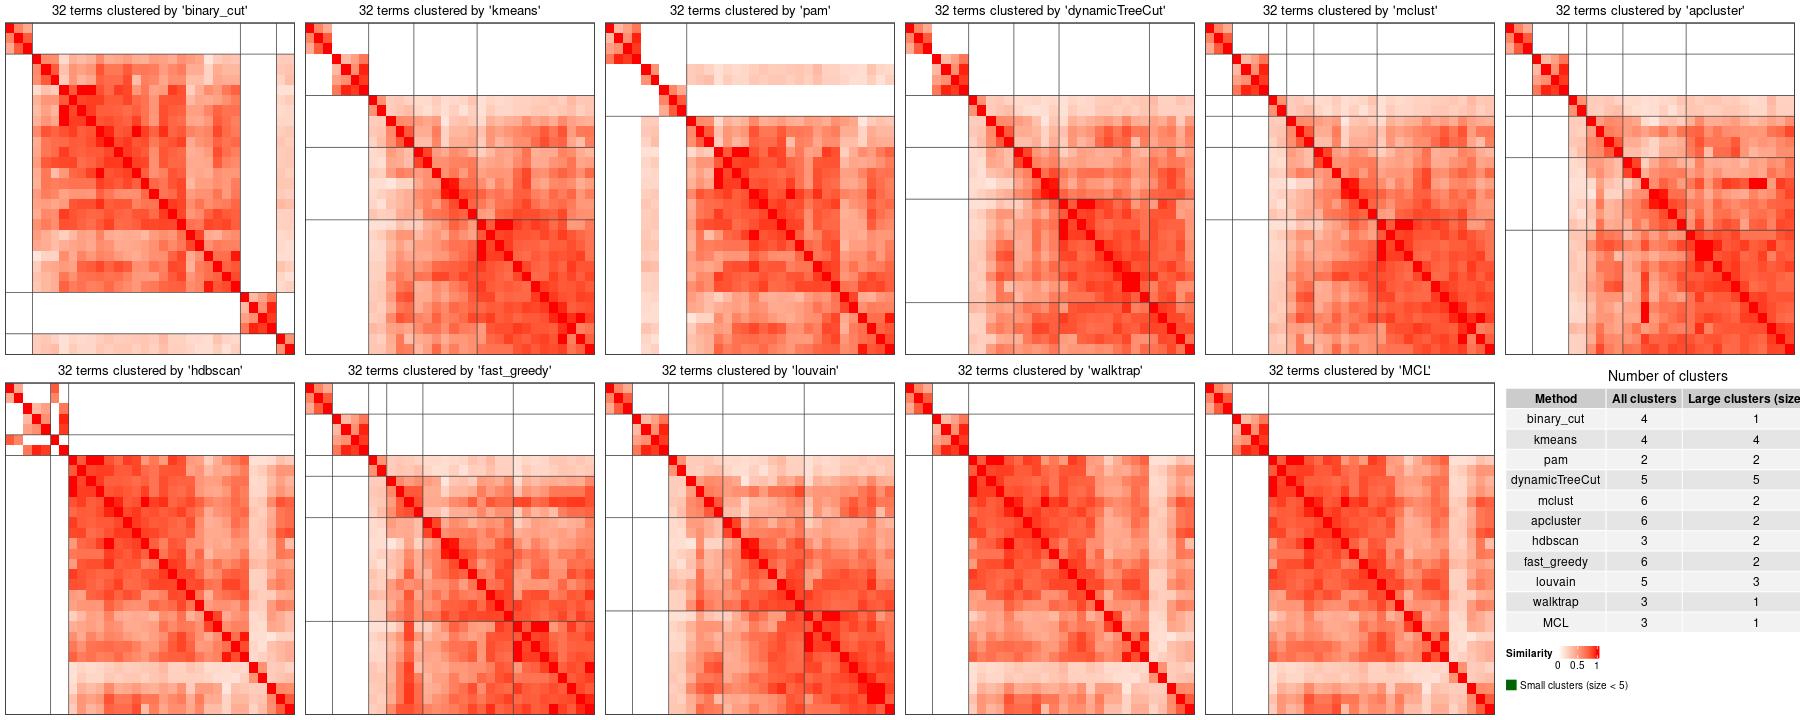 32 terms clustered by 'binary_cut'
32 terms clustered by 'kmeans'
32 terms clustered by 'pam'
32 terms clustered by 'dynamicTreeCut'
32 terms clustered by 'mclust'
32 terms clustered by 'apcluster'
32 terms clustered by 'hdbscan'
32 terms clustered by 'fast_greedy'
32 terms clustered by 'louvain'
32 terms clustered by 'walktrap'
32 terms clustered by 'MCL'
Number of clusters
Method All clusters Large clusters (size
binary_cut 4 1
kmeans 4 4
pam 2 2
dynamicTreeCut 5 5
mclust 6 2
apcluster 6 2
hdbscan 3 2
fast_greedy 6 2
louvain 5 3
walktrap 3 1
MCL 3 1
Similarity
0 0.5 1
Small clusters (size < 5)